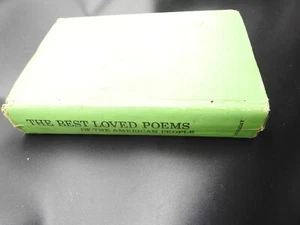 THE BEST LOVED POEMS
OF THE AMERICAN PEOPLE